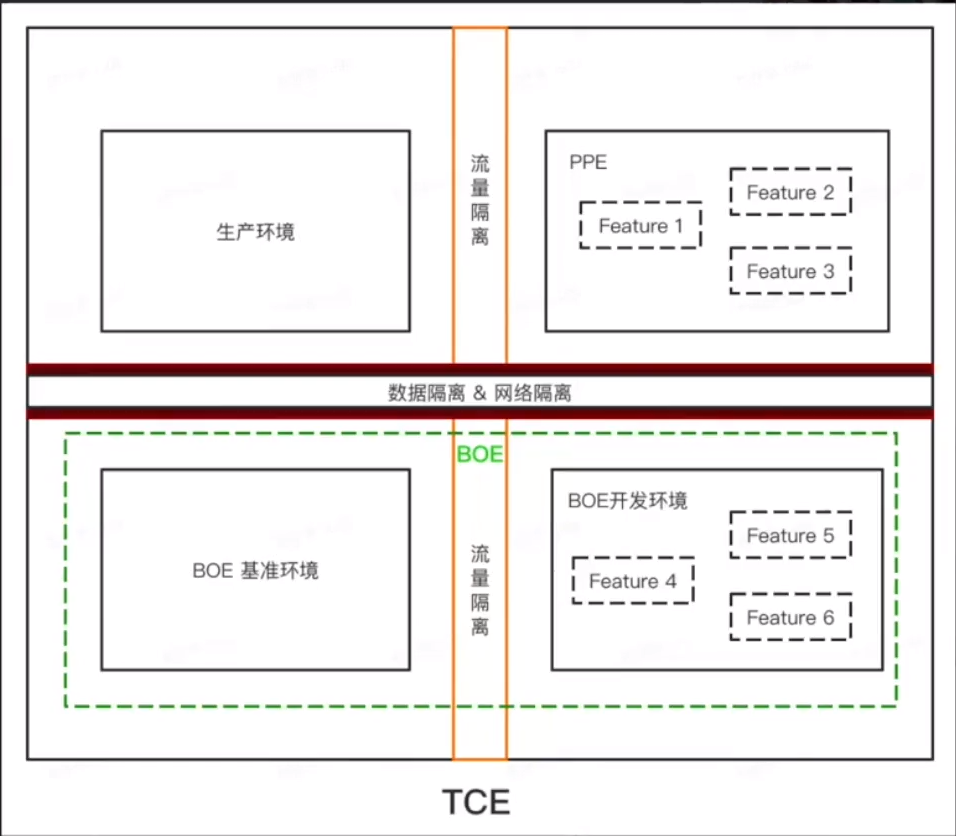 生产环境
流量隔离
PPE
Feature 1
Feature 2
Feature 3
数据隔离 & 网络隔离
BOE
BOE 基准环境
流量隔离
BOE开发环境
Feature 4
Feature 5
Feature 6
TCE